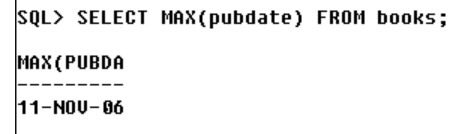 SQL> SELECT MAX(pubdate) FROM books;
MAX(PUBDA
---------
11-NOV-06